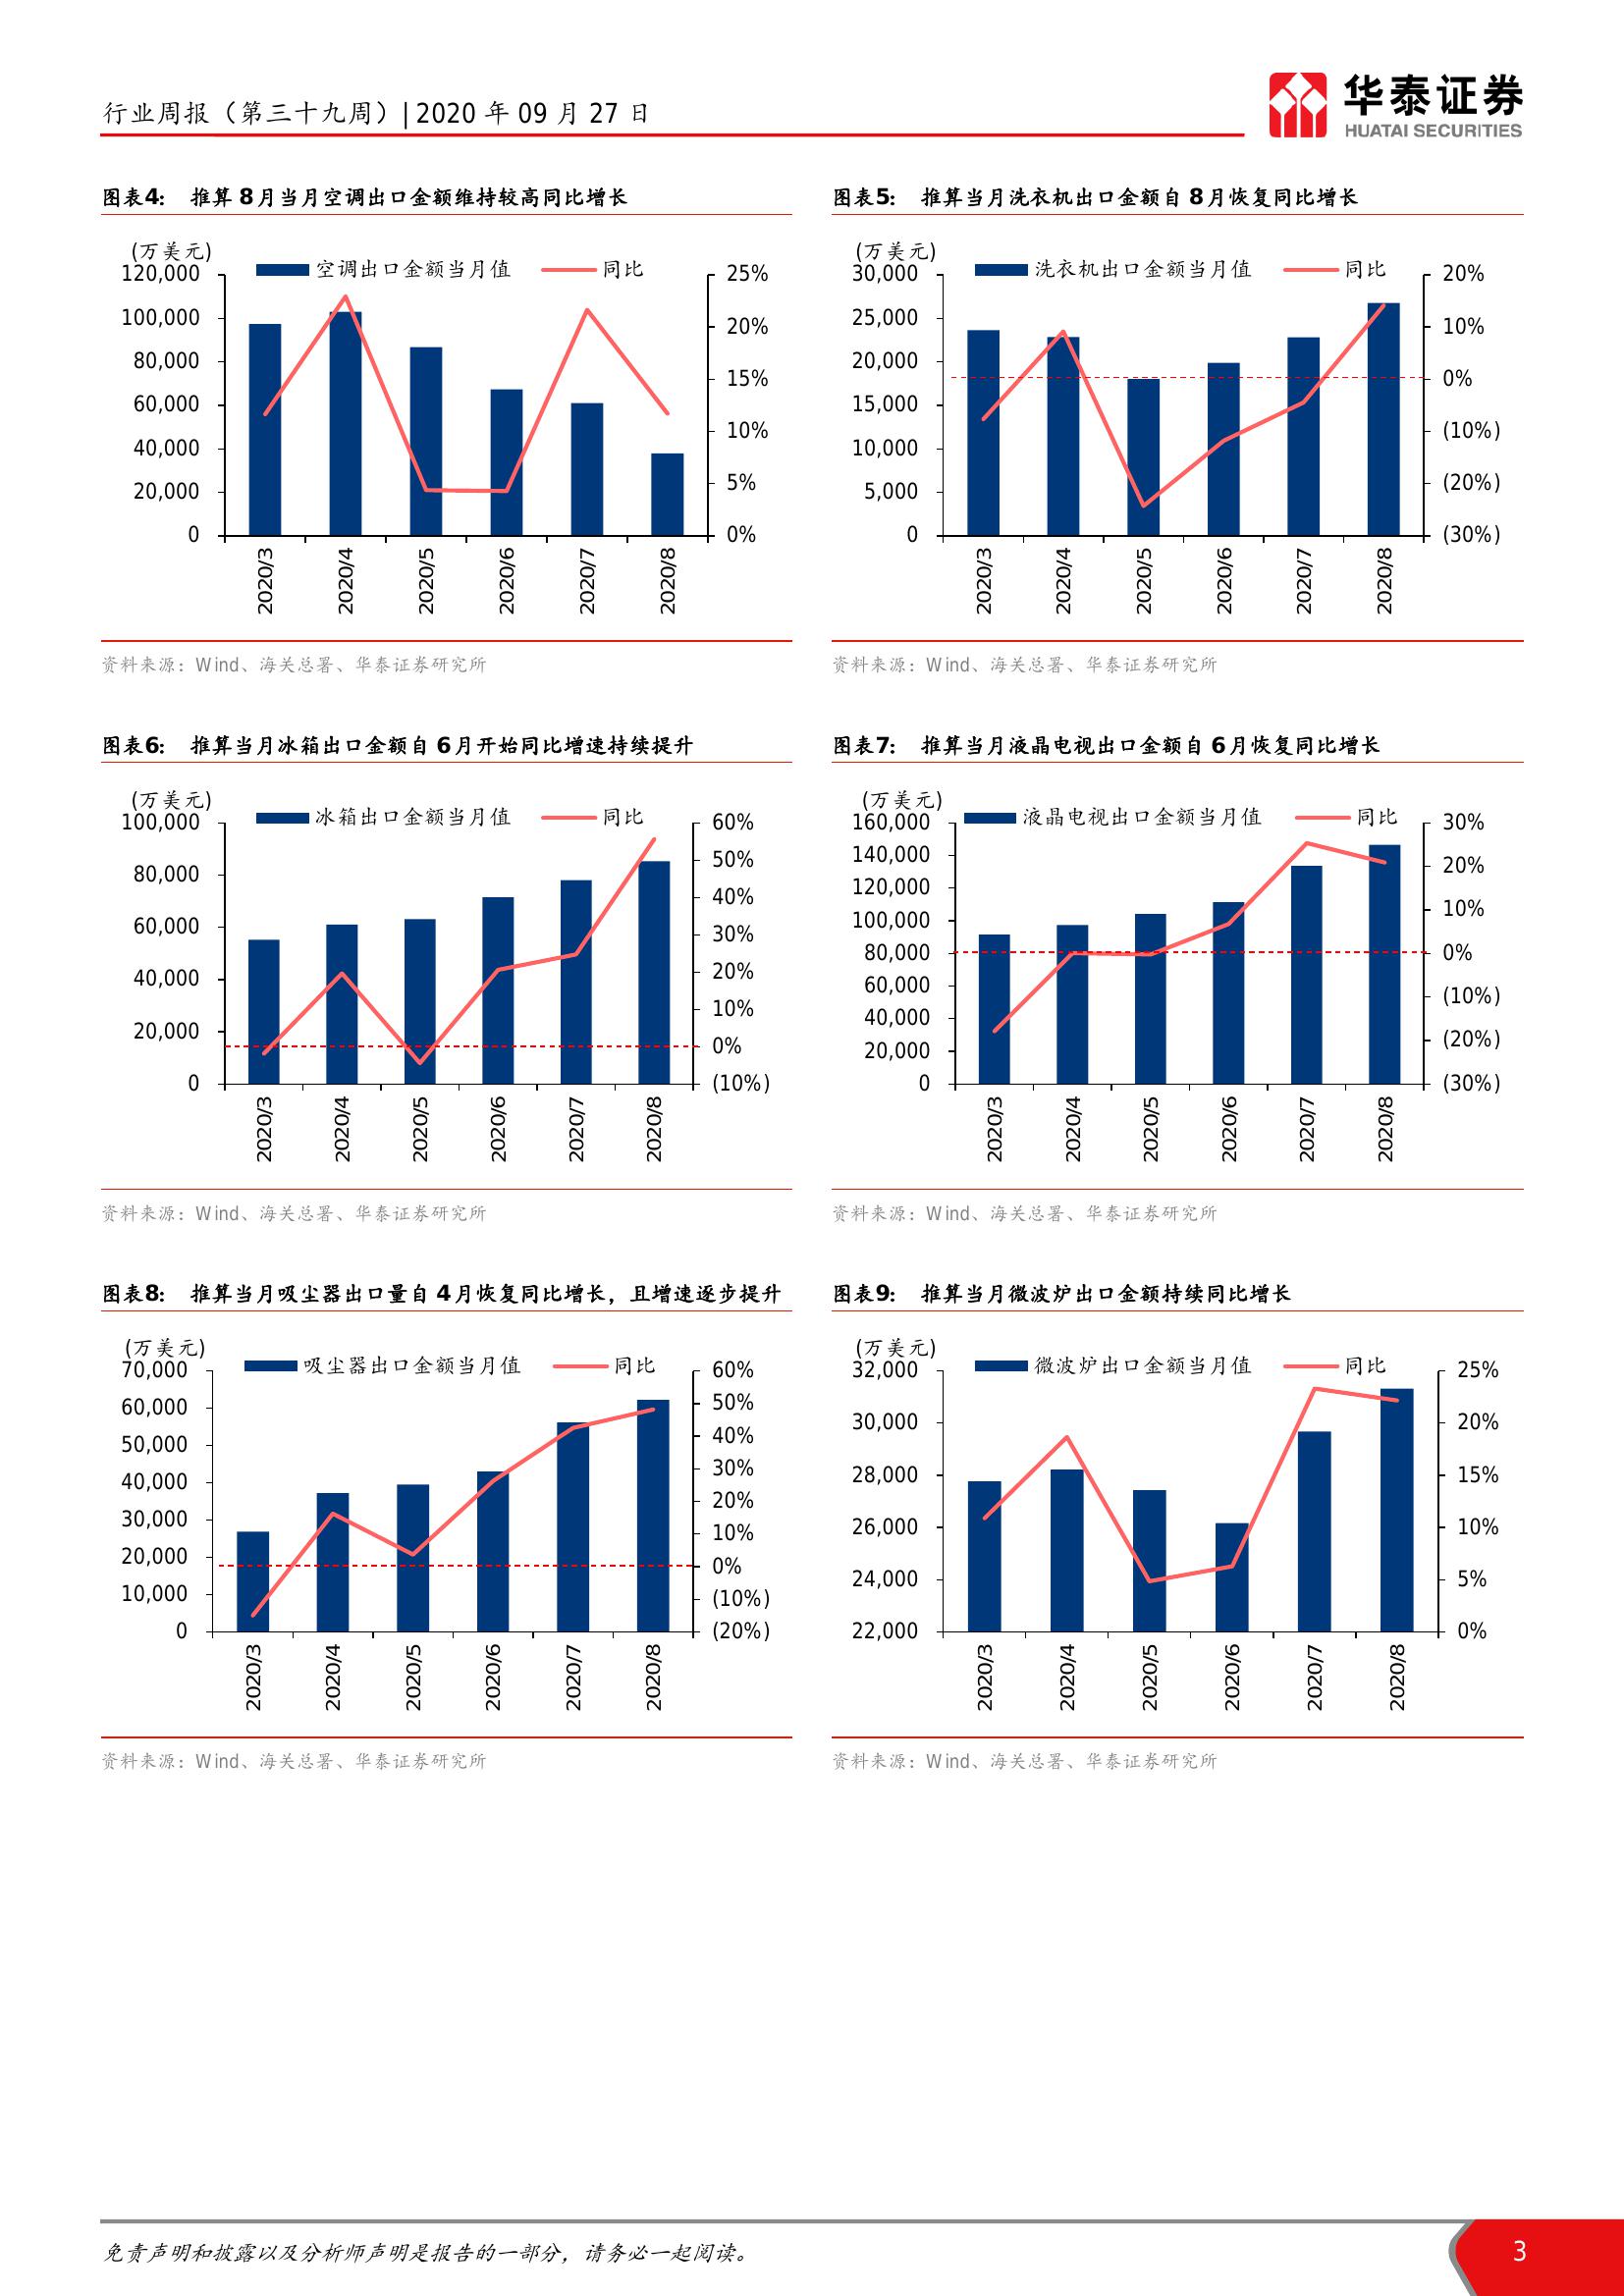 行业周报（第三十九周）| 2020 年 09 月 27 日
华泰证券
HUATAI SECURITIES
图表4: 推算 8 月当月空调出口金额维持较高同比增长
(万美元)
空调出口金额当月值 同比
120,000
100,000
80,000
60,000
40,000
20,000
0
25%
20%
15%
10%
5%
0%
2020/3 2020/4 2020/5 2020/6 2020/7 2020/8
资料来源：Wind、海关总署、华泰证券研究所
图表5: 推算当月洗衣机出口金额自 8 月恢复同比增长
(万美元)
洗衣机出口金额当月值 同比
30,000
25,000
20,000
15,000
10,000
5,000
0
20%
10%
0%
(10%)
(20%)
(30%)
2020/3 2020/4 2020/5 2020/6 2020/7 2020/8
资料来源：Wind、海关总署、华泰证券研究所
图表6: 推算当月冰箱出口金额自 6 月开始同比增速持续提升
(万美元)
冰箱出口金额当月值 同比
100,000
80,000
60,000
40,000
20,000
0
60%
50%
40%
30%
20%
10%
0%
(10%)
2020/3 2020/4 2020/5 2020/6 2020/7 2020/8
资料来源：Wind、海关总署、华泰证券研究所
图表7: 推算当月液晶电视出口金额自 6 月恢复同比增长
(万美元)
液晶电视出口金额当月值 同比
160,000
140,000
120,000
100,000
80,000
60,000
40,000
20,000
0
30%
20%
10%
0%
(10%)
(20%)
(30%)
2020/3 2020/4 2020/5 2020/6 2020/7 2020/8
资料来源：Wind、海关总署、华泰证券研究所
图表8: 推算当月吸尘器出口量自 4 月恢复同比增长，且增速逐步提升
(万美元)
吸尘器出口金额当月值 同比
70,000
60,000
50,000
40,000
30,000
20,000
10,000
0
60%
50%
40%
30%
20%
10%
0%
(10%)
(20%)
2020/3 2020/4 2020/5 2020/6 2020/7 2020/8
资料来源：Wind、海关总署、华泰证券研究所
图表9: 推算当月微波炉出口金额持续同比增长
(万美元)
微波炉出口金额当月值 同比
32,000
30,000
28,000
26,000
24,000
22,000
25%
20%
15%
10%
5%
0%
2020/3 2020/4 2020/5 2020/6 2020/7 2020/8
资料来源：Wind、海关总署、华泰证券研究所
免责声明和披露以及分析师声明是报告的一部分，请务必一起阅读。
3